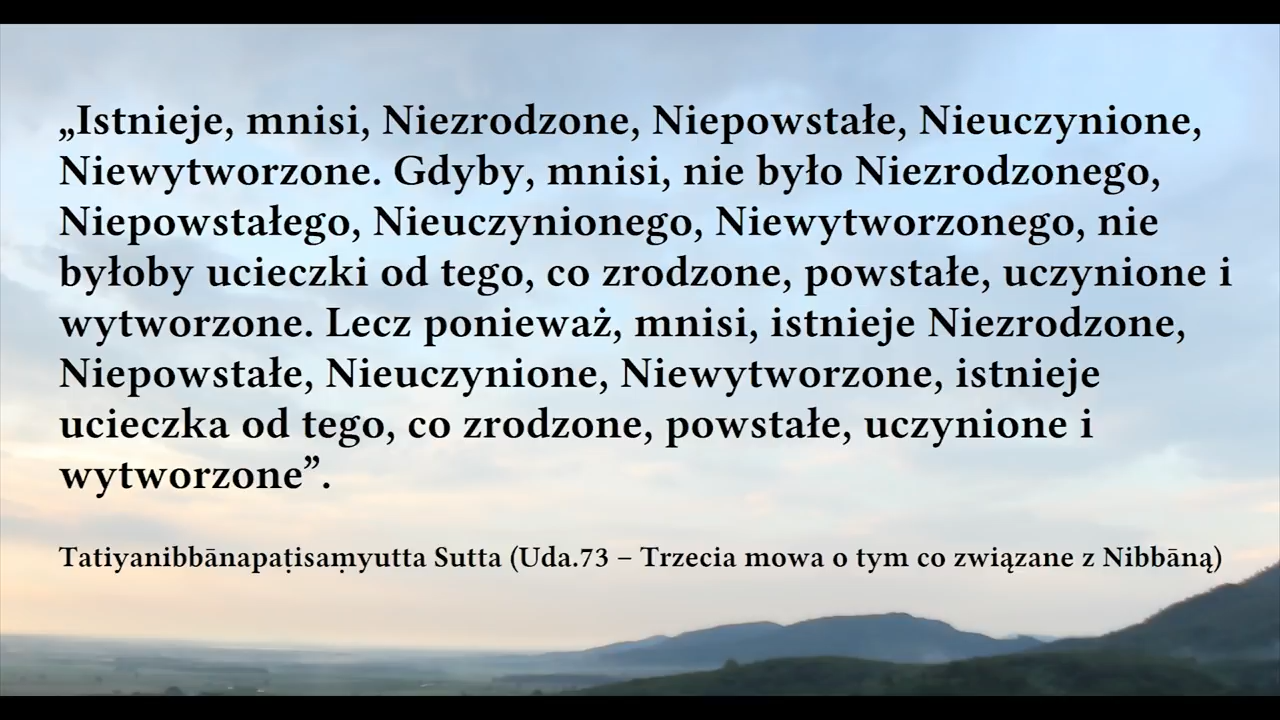 „Istnieje, mnisi, Niezrodzone, Niepowstałe, Nieuczynione,
Niewytworzone. Gdyby, mnisi, nie było Niezrodzonego,
Niepowstałego, Nieuczynionego, Niewytworzonego, nie
byłoby ucieczki od tego, co zrodzone, powstałe, uczynione i
wytworzone. Lecz ponieważ, mnisi, istnieje Niezrodzone,
Niepowstałe, Nieuczynione, Niewytworzone, istnieje
ucieczka od tego, co zrodzone, powstałe, uczynione i
wytworzone”.
Tatiyanibbānapaṭisaṃyutta Sutta (Uda.73 – Trzecia mowa o tym co związane z Nibbāną)